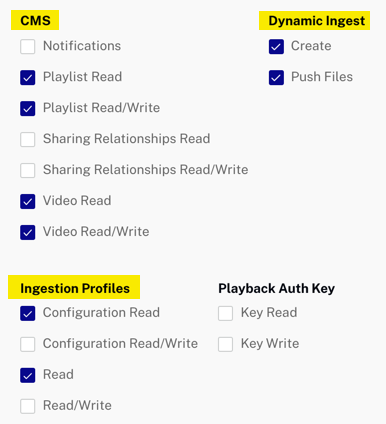 CMS
Notifications
Playlist Read
Playlist Read/Write
Sharing Relationships Read
Sharing Relationships Read/Write
Video Read
Video Read/Write
Dynamic Ingest
Create
Push Files
Ingestion Profiles
Configuration Read
Configuration Read/Write
Read
Read/Write
Playback Auth Key
Key Read
Key Write